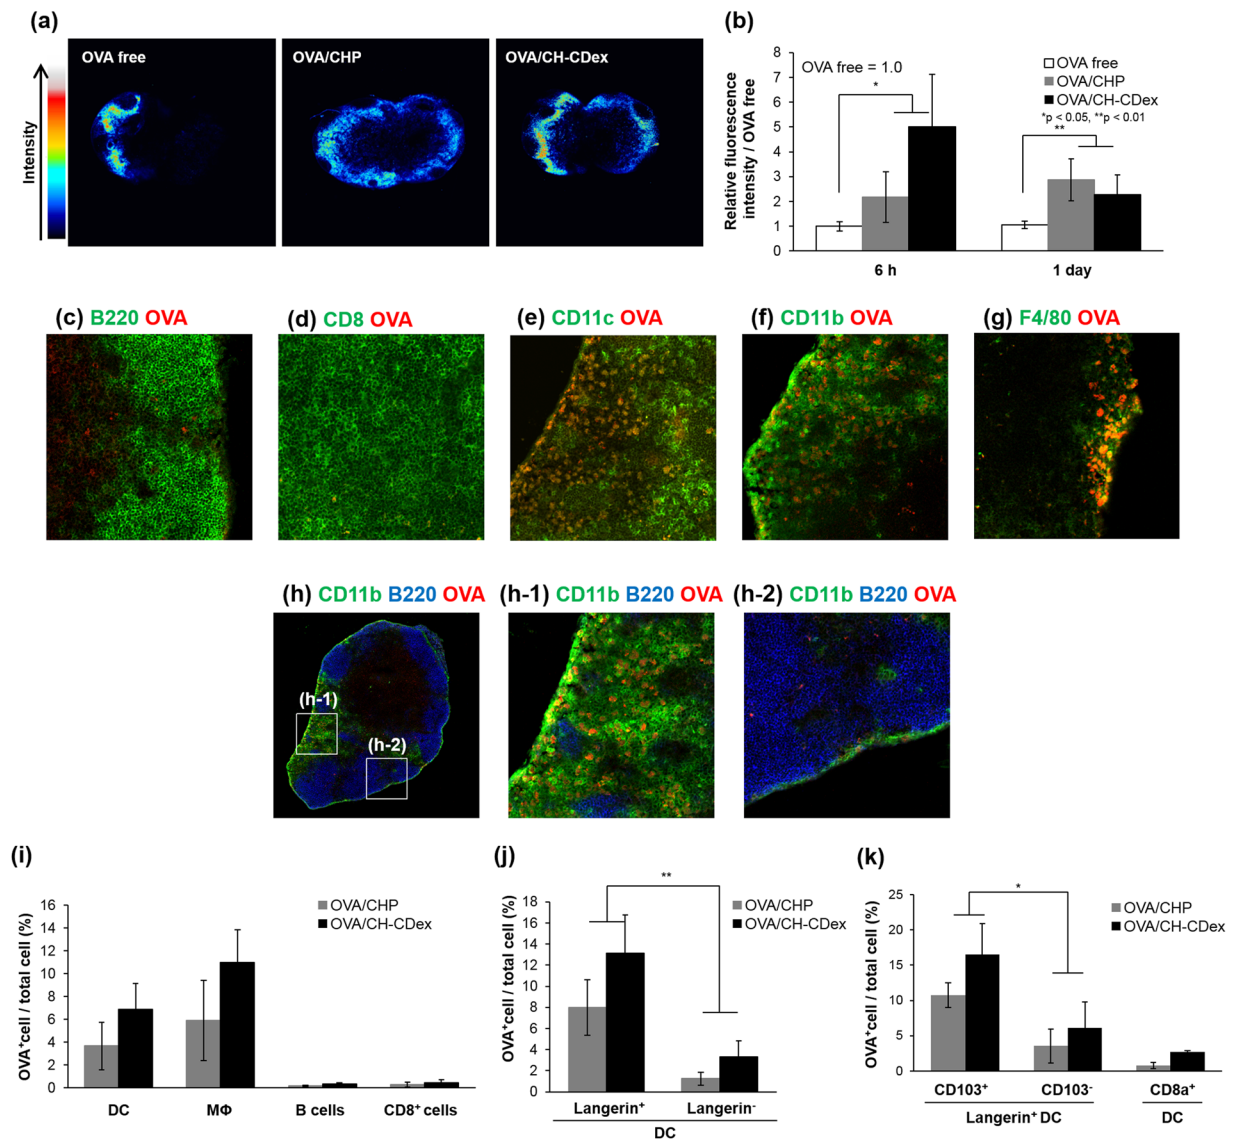 (a)
OVA free
OVA/CHP
OVA/CH-CDex
Intensity
(b)
Relative fluorescence
intensity / OVA free
8
7
6
5
4
3
2
1
0
OVA free = 1.0
*
**
OVA free
OVA/CHP
OVA/CH-CDex
*p < 0.05, **p < 0.01
6 h
1 day
(c) B220 OVA
(d) CD8 OVA
(e) CD11c OVA
(f) CD11b OVA
(g) F4/80 OVA
(h) CD11b B220 OVA
(h-1)
(h-2)
(h-1) CD11b B220 OVA
(h-2) CD11b B220 OVA
(i)
OVA⁺cell / total cell (%)
16
14
12
10
8
6
4
2
0
OVA/CHP
OVA/CH-CDex
DC
MΦ
B cells
CD8⁺ cells
(j)
OVA⁺cell / total cell (%)
18
16
14
12
10
8
6
4
2
0
**
OVA/CHP
OVA/CH-CDex
Langerin⁺
Langerin⁻
DC
(k)
OVA⁺cell / total cell (%)
25
20
15
10
5
0
*
OVA/CHP
OVA/CH-CDex
CD103⁺
CD103⁻
CD8a⁺
Langerin⁺ DC
DC